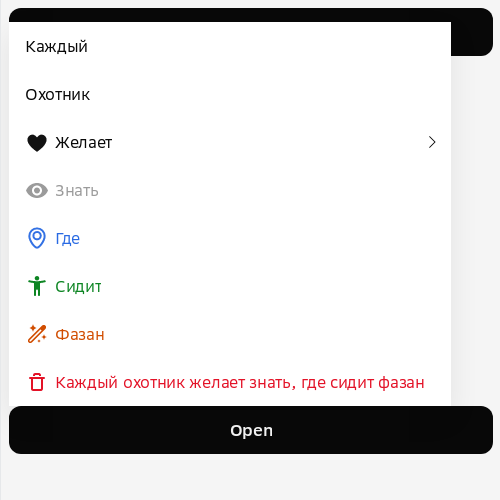 Каждый
Охотник
Желает
Знать
Где
Сидит
Фазан
Каждый охотник желает знать, где сидит фазан
Open